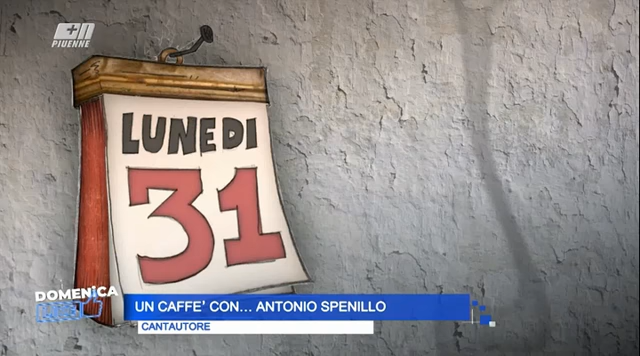 +N
PIUENNE
LUNEDI
31
DOMENICA
UN CAFFE' CON... ANTONIO SPENILLO
CANTAUTORE